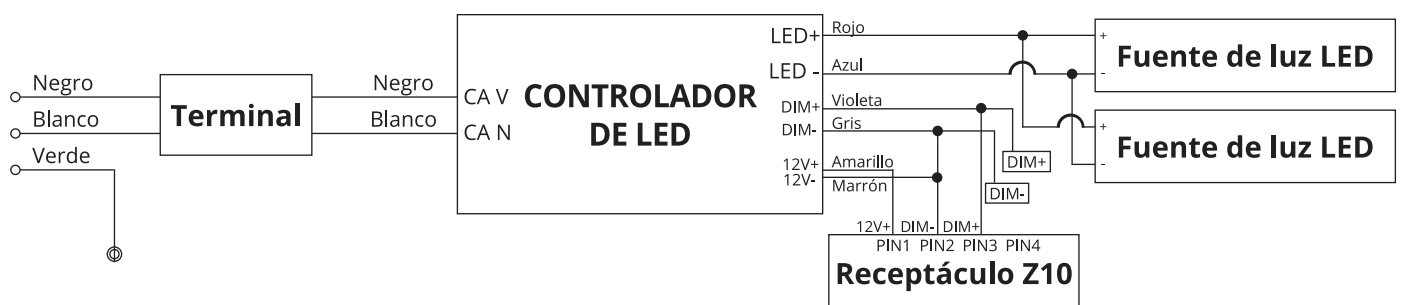 Negro
Blanco
Verde
Terminal
Negro
Blanco
CA V
CA N
CONTROLADOR
DE LED
LED+
LED -
DIM+
DIM-
12V+
12V-
Rojo
Azul
Violeta
Gris
Amarillo
Marrón
DIM+
DIM-
+
-
Fuente de luz LED
+
-
Fuente de luz LED
12V+ DIM- DIM+
PIN1 PIN2 PIN3 PIN4
Receptáculo Z10